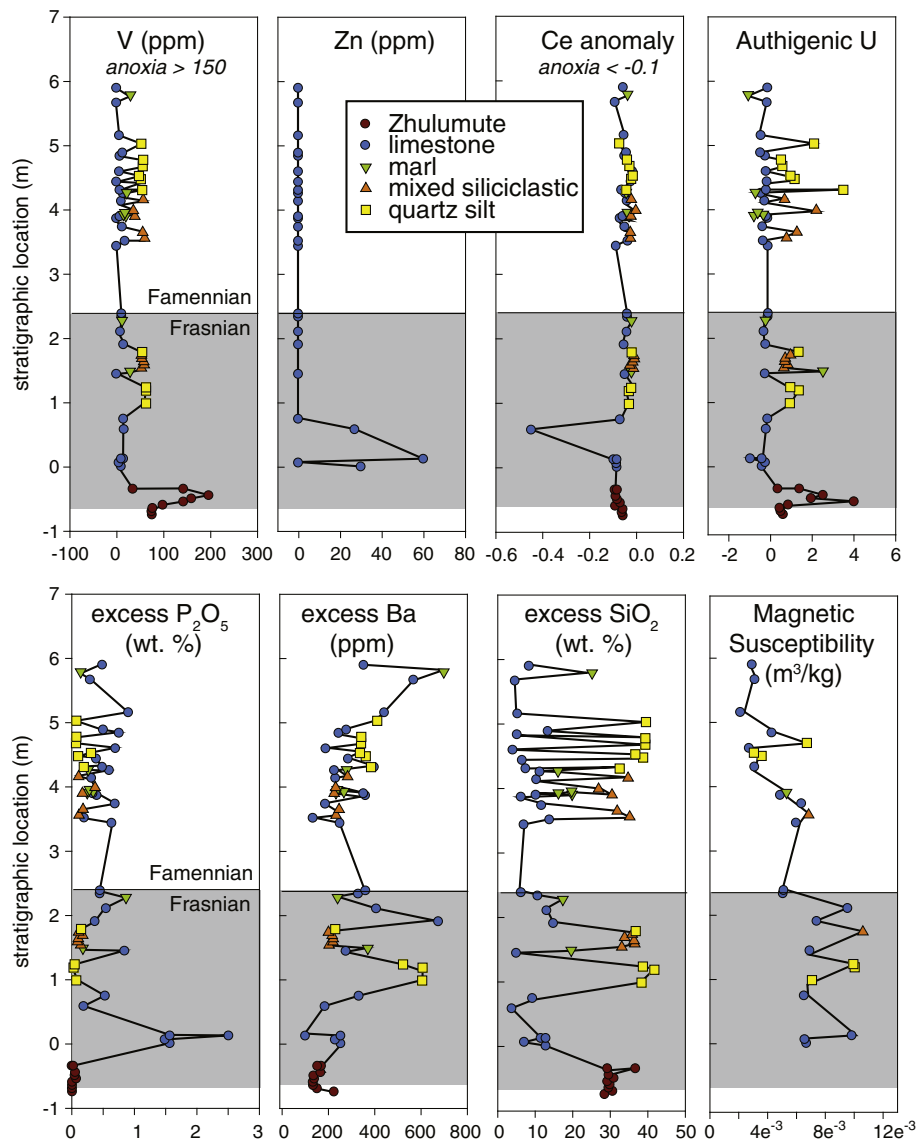 V (ppm)
anoxia > 150
Zn (ppm)
Ce anomaly
anoxia < -0.1
Authigenic U
Zhulumute
limestone
marl
mixed siliciclastic
quartz silt
stratigraphic location (m)
7
6
5
4
3
2
1
0
-1
Famennian
Frasnian
-100 0 100 200 300
0 20 40 60 80
-0.6 -0.4 -0.2 0 0.2
-2 0 2 4 6
excess P2O5
(wt. %)
excess Ba
(ppm)
excess SiO2
(wt. %)
Magnetic
Susceptibility
(m³/kg)
stratigraphic location (m)
7
6
5
4
3
2
1
0
-1
Famennian
Frasnian
0 1 2 3
200 400 600 800
0 10 20 30 40 50
0 4e-3 8e-3 12e-3